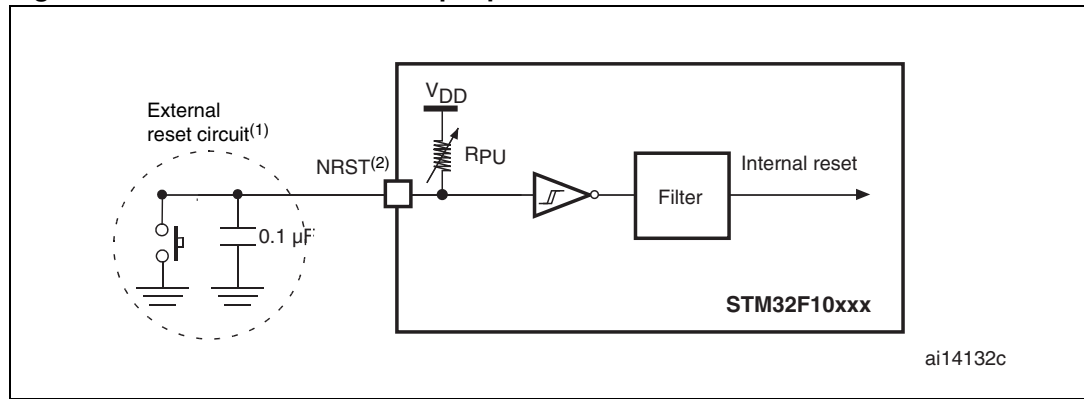 VDD
External
reset circuit(1)
NRST(2)
RPU
Internal reset
Filter
0.1 μF
STM32F10xxx
ai14132c